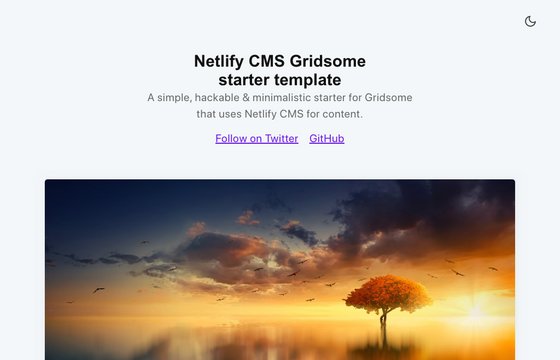 Netlify CMS Gridsome
starter template
A simple, hackable & minimalistic starter for Gridsome
that uses Netlify CMS for content.
Follow on Twitter GitHub